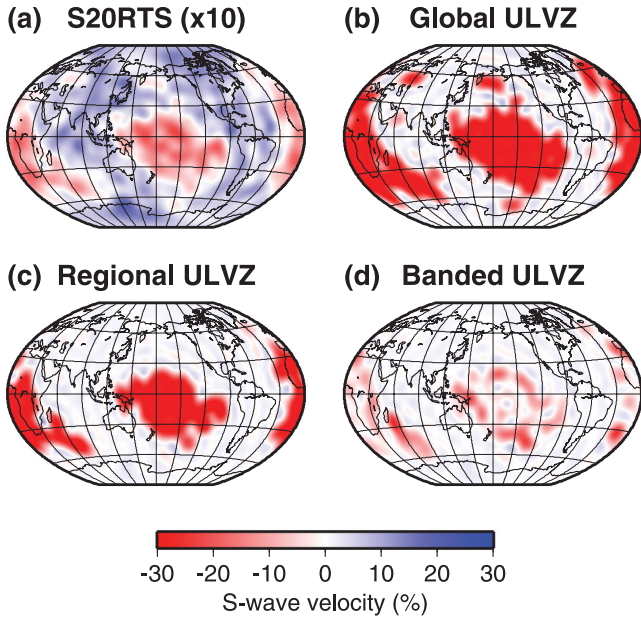 (a) S20RTS (x10)
Global ULVZ
(b)
(c) Regional ULVZ
(d) Banded ULVZ
-30 -20 -10 0 10 20 30
S-wave velocity (%)